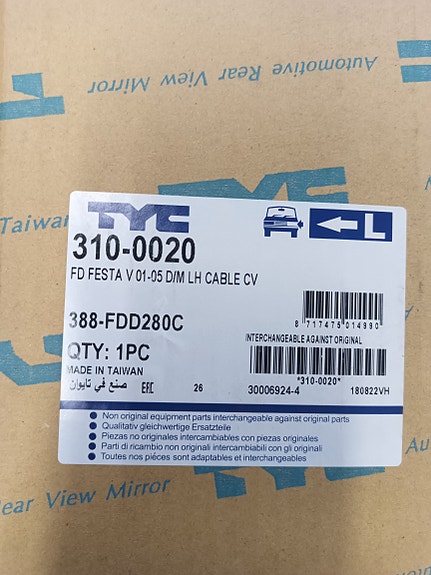 Automotive Rear View Mirror
TYC
Taiwan
TYC
L
310-0020
FD FESTA V 01-05 D/M LH CABLE CV
8 717475 014990
388-FDD280C
INTERCHANGEABLE AGAINST ORIGINAL
QTY: 1PC
MADE IN TAIWAN
*310-0020*
صنع في تايوان
EAC
26
30006924-4
180822VH
Non original equipment parts interchangeable against original parts
Qualitativ gleichwertige Ersatzteile
Piezas no originales intercambiables con piezas originales
Parti di ricambio non originali intercambiabili con gli originali
Toutes nos piéces sont adaptables et interchangeables
Rear View Mirror